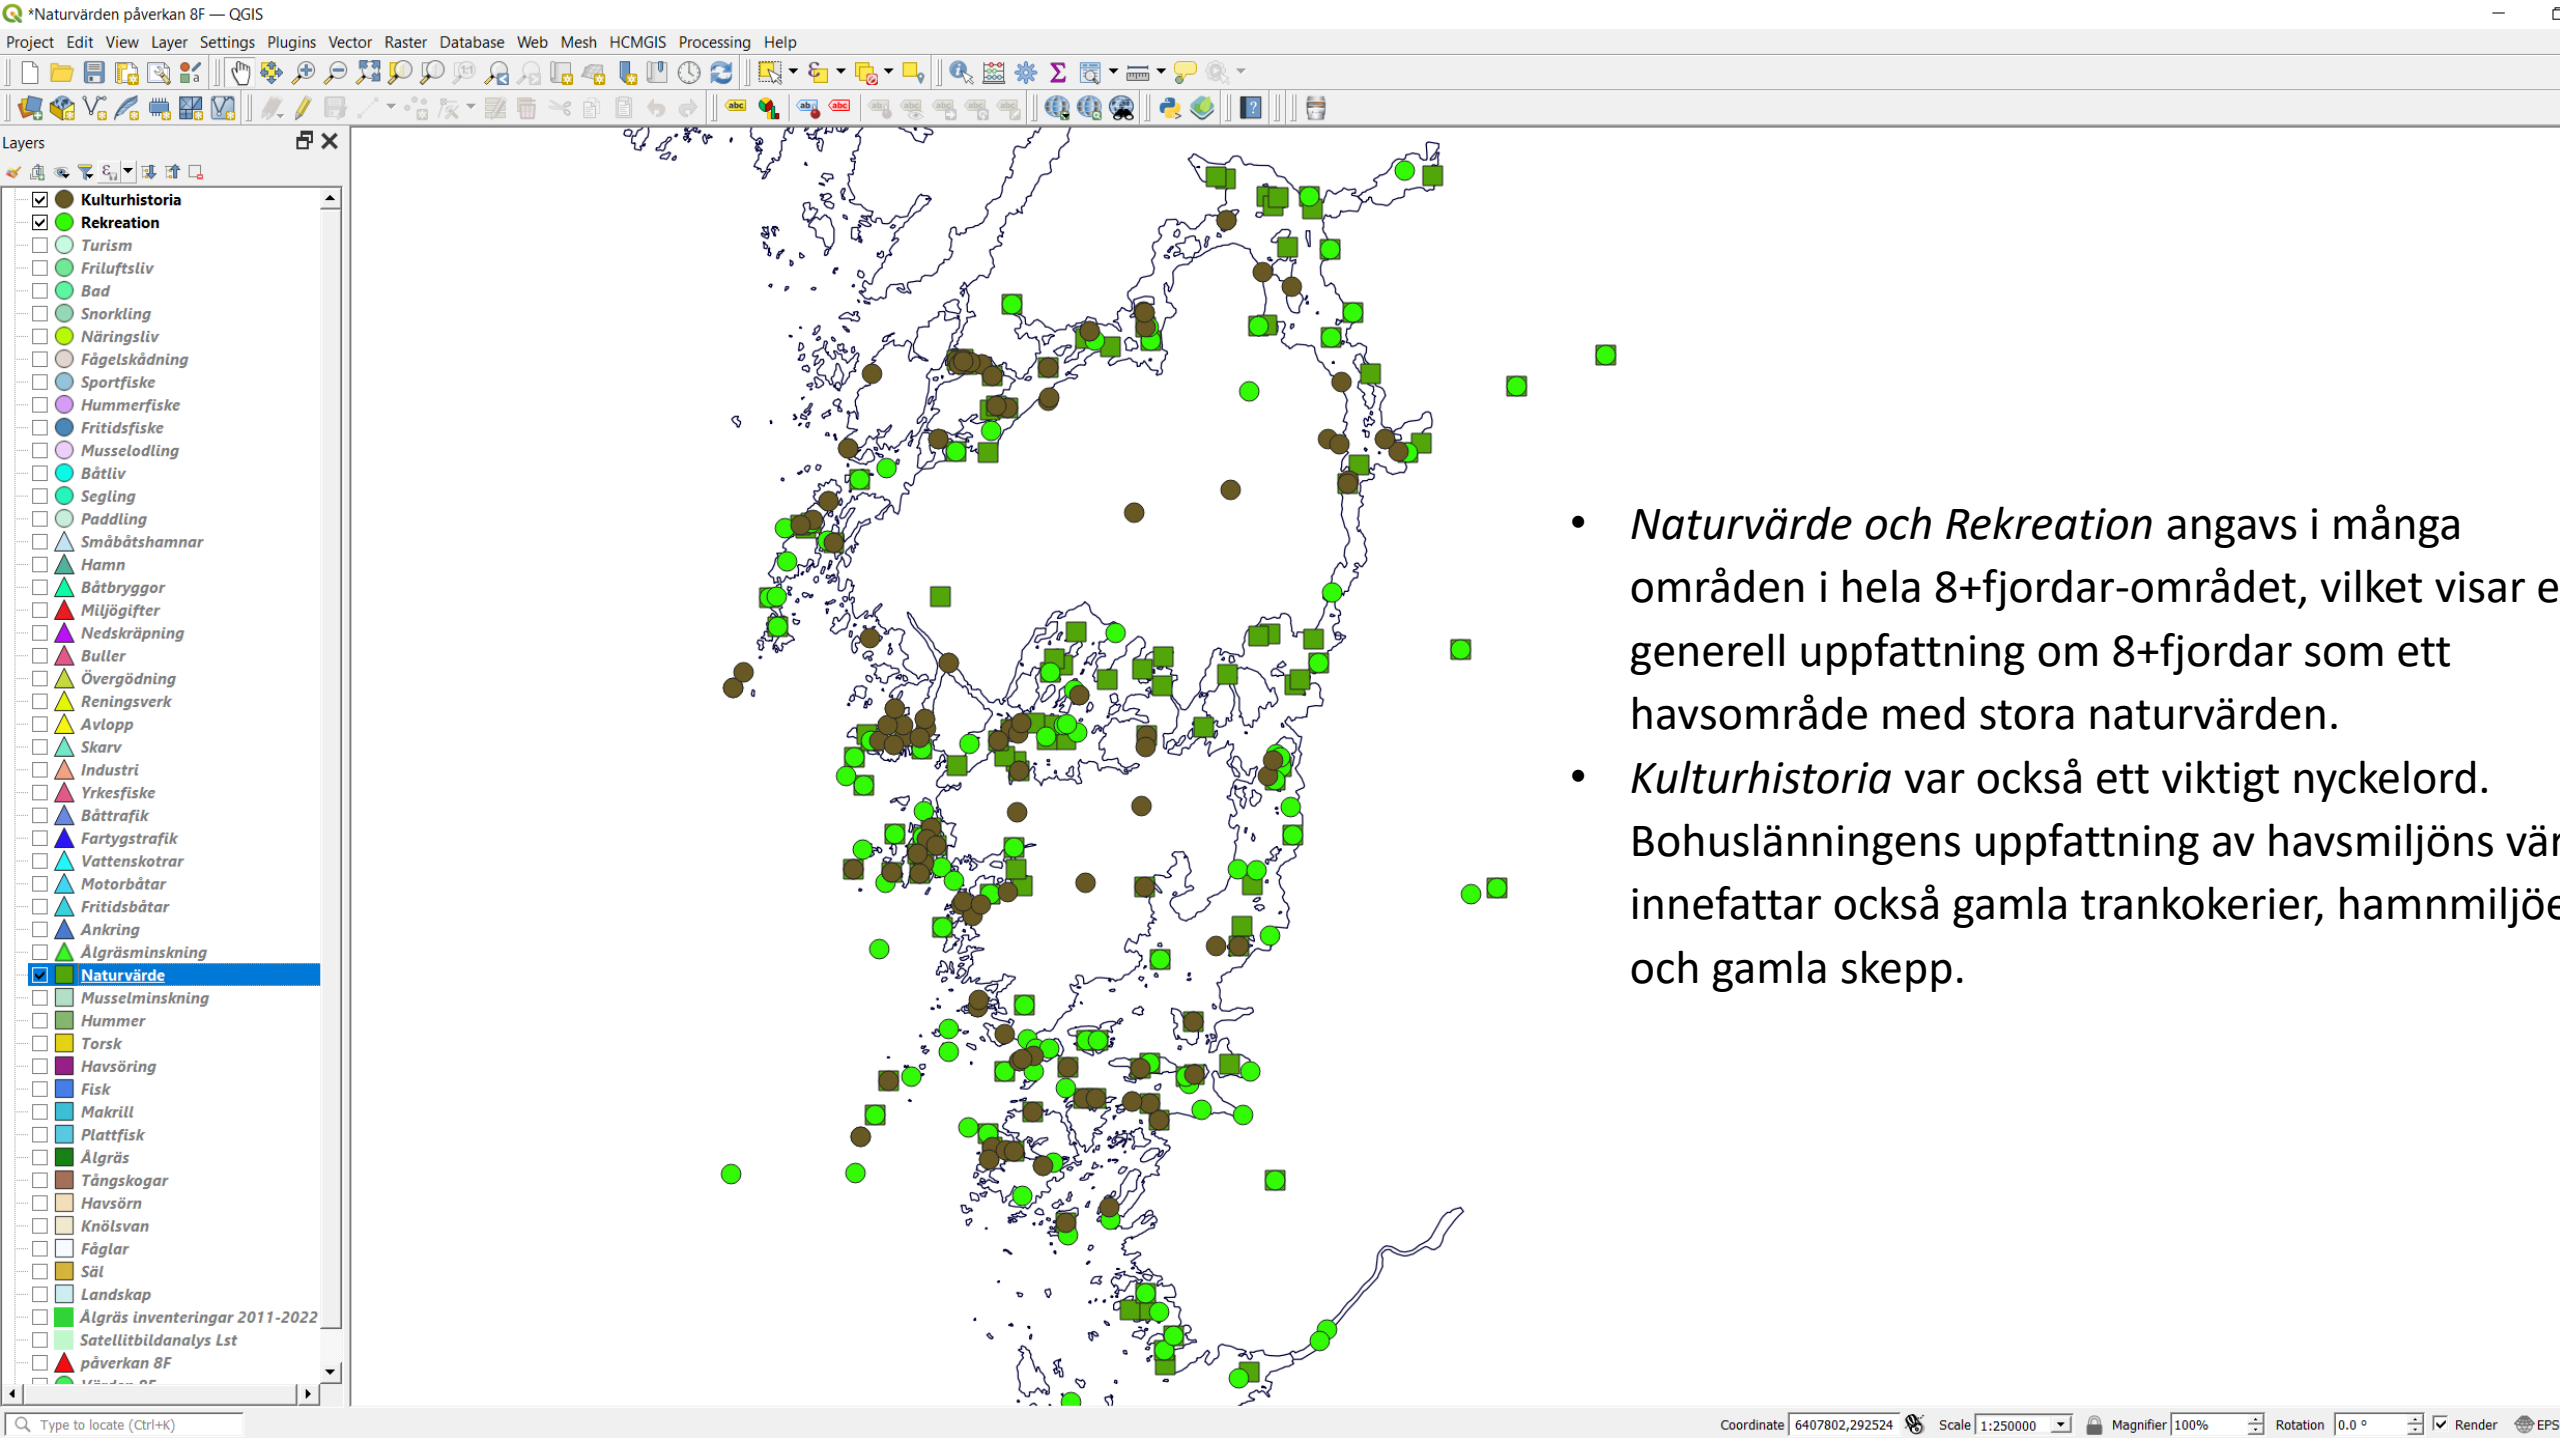 *Naturvärden påverkan 8F — QGIS
Project Edit View Layer Settings Plugins Vector Raster Database Web Mesh HCMGIS Processing Help
Layers
Kulturhistoria
Rekreation
Turism
Friluftsliv
Bad
Snorkling
Näringsliv
Fågelskådning
Sportfiske
Hummerfiske
Fritidsfiske
Musselodling
Båtliv
Segling
Paddling
Småbåtshamnar
Hamn
Båtbryggor
Miljögifter
Nedskräpning
Buller
Övergödning
Reningsverk
Avlopp
Skarv
Industri
Yrkesfiske
Båttrafik
Fartygstrafik
Vattenskotrar
Motorbåtar
Fritidsbåtar
Ankring
Ålgräsminskning
Naturvärde
Musselminskning
Hummer
Torsk
Havsöring
Fisk
Makrill
Plattfisk
Ålgräs
Tångskogar
Havsörn
Knölsvan
Fåglar
Säl
Landskap
Ålgräs inventeringar 2011-2022
Satellitbildanalys Lst
påverkan 8F
• Naturvärde och Rekreation angavs i många
områden i hela 8+fjordar-området, vilket visar e
generell uppfattning om 8+fjordar som ett
havsområde med stora naturvärden.
• Kulturhistoria var också ett viktigt nyckelord.
Bohuslänningens uppfattning av havsmiljöns vär
innefattar också gamla trankokerier, hamnmiljöe
och gamla skepp.
Type to locate (Ctrl+K)
Coordinate 6407802,292524 Scale 1:250000 Magnifier 100% Rotation 0.0 ° Render EPS